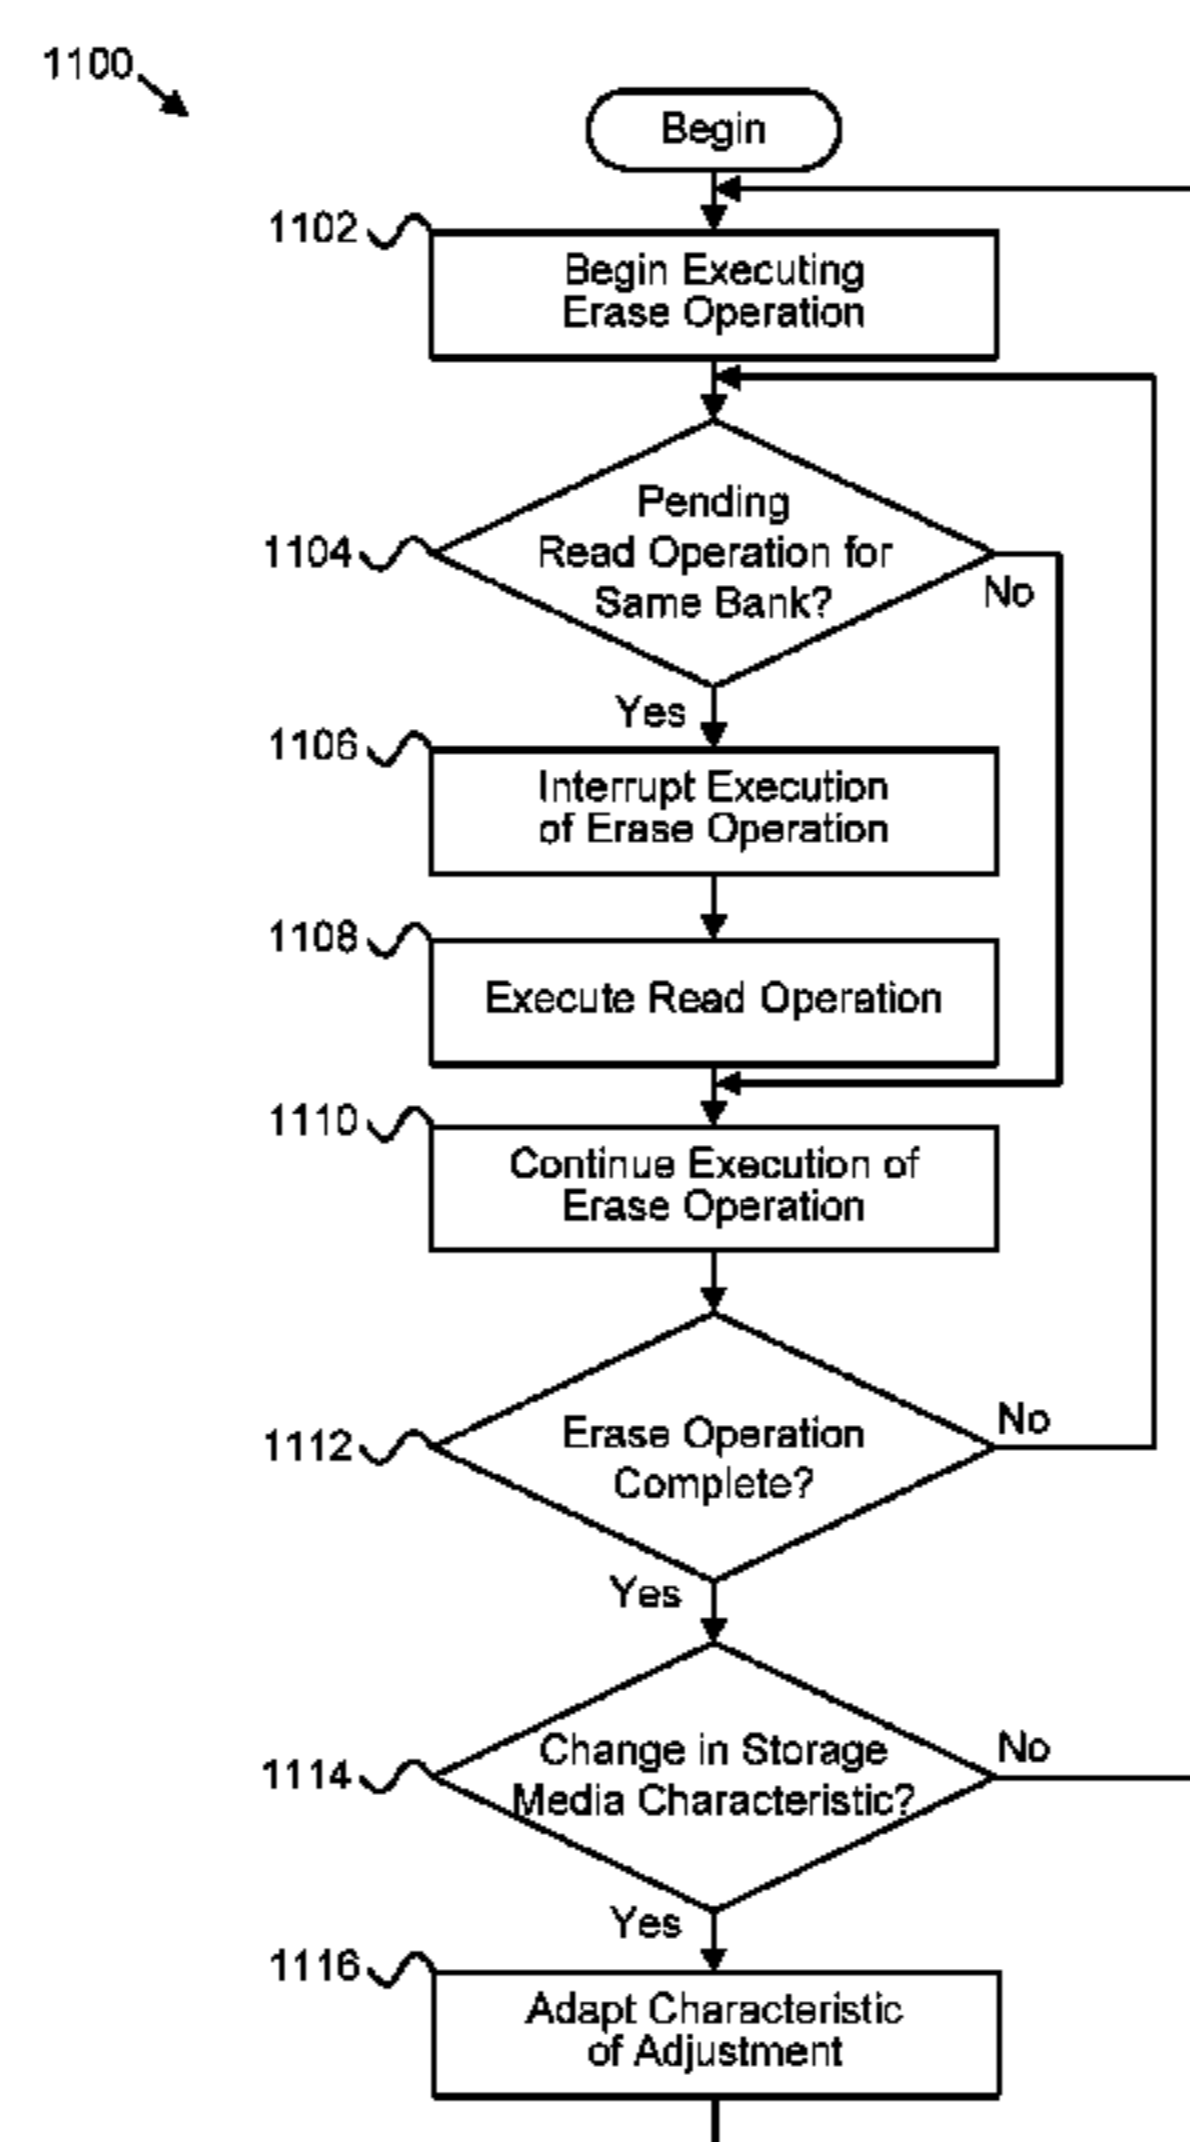 1100
Begin
1102
Begin Executing
Erase Operation
Pending
1104
Read Operation for
Same Bank?
No
Yes
1106
Interrupt Execution
of Erase Operation
1108
Execute Read Operation
1110
Continue Execution of
Erase Operation
1112
Erase Operation
Complete?
No
Yes
1114
Change in Storage
Media Characteristic?
No
Yes
1116
Adapt Characteristic
of Adjustment